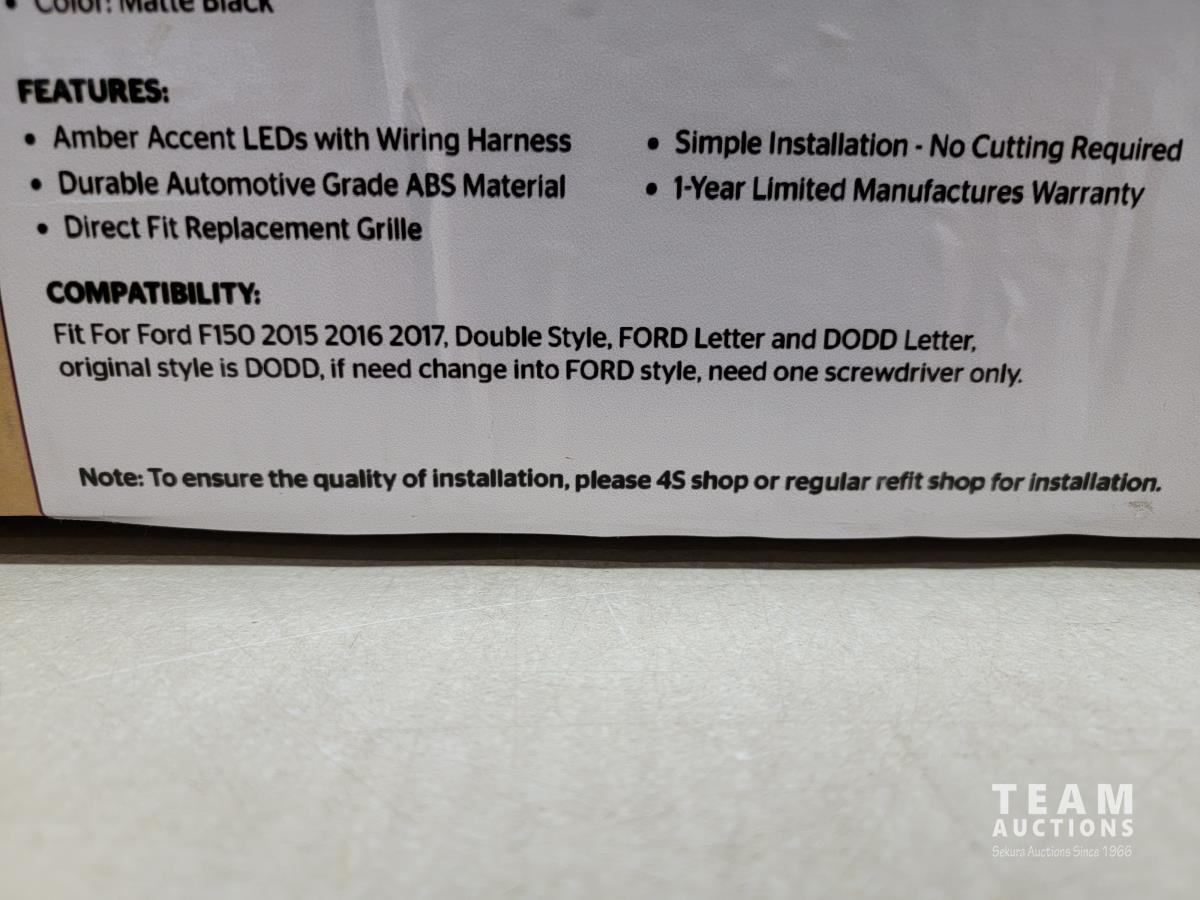 • Color: Matte Black
FEATURES:
• Amber Accent LEDs with Wiring Harness
• Durable Automotive Grade ABS Material
• Direct Fit Replacement Grille
• Simple Installation - No Cutting Required
• 1-Year Limited Manufactures Warranty
COMPATIBILITY:
Fit For Ford F150 2015 2016 2017, Double Style, FORD Letter and DODD Letter,
original style is DODD, if need change into FORD style, need one screwdriver only.
Note: To ensure the quality of installation, please 4S shop or regular refit shop for installation.
TEAM
AUCTIONS
Sekura Auctions Since 1966